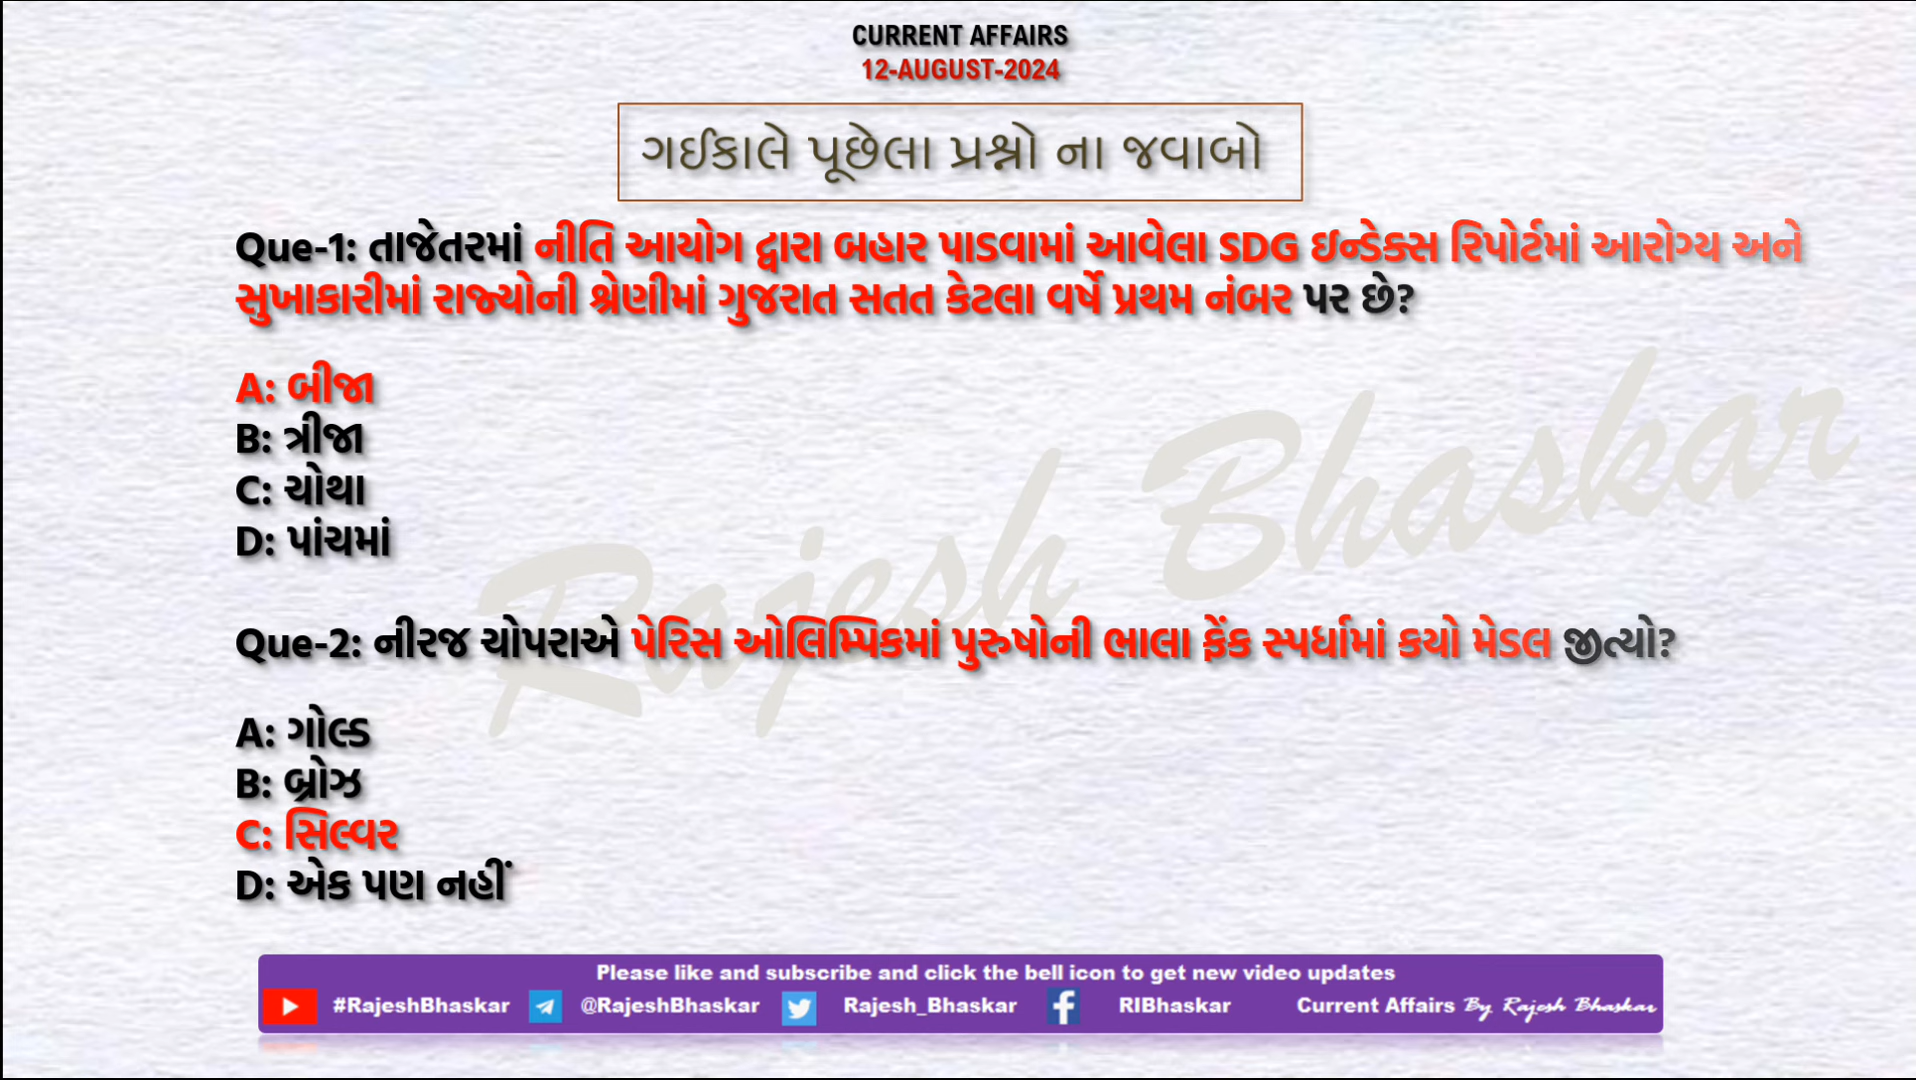 CURRENT AFFAIRS
12-AUGUST-2024
ગઈકાલે પૂછેલા પ્રશ્નો ના જવાબો
Que-1: તાજેતરમાં નીતિ આયોગ દ્વારા બહાર પાડવામાં આવેલા SDG ઇન્ડેક્સ રિપોર્ટમાં આરોગ્ય અને
સુખાકારીમાં રાજ્યોની શ્રેણીમાં ગુજરાત સતત કેટલા વર્ષે પ્રથમ નંબર પર છે?
A: બીજા
B: ત્રીજા
C: ચોથા
D: પાંચમાં
Rajesh Bhaskar
Que-2: નીરજ ચોપરાએ પેરિસ ઓલિમ્પિકમાં પુરુષોની ભાલા ફેંક સ્પર્ધામાં કયો મેડલ જીત્યો?
A: ગોલ્ડ
B: બ્રોઝ
C: સિલ્વર
D: એક પણ નહીં
Please like and subscribe and click the bell icon to get new video updates
#RajeshBhaskar @RajeshBhaskar Rajesh_Bhaskar RIBhaskar Current Affairs By Rajesh Bhaskar